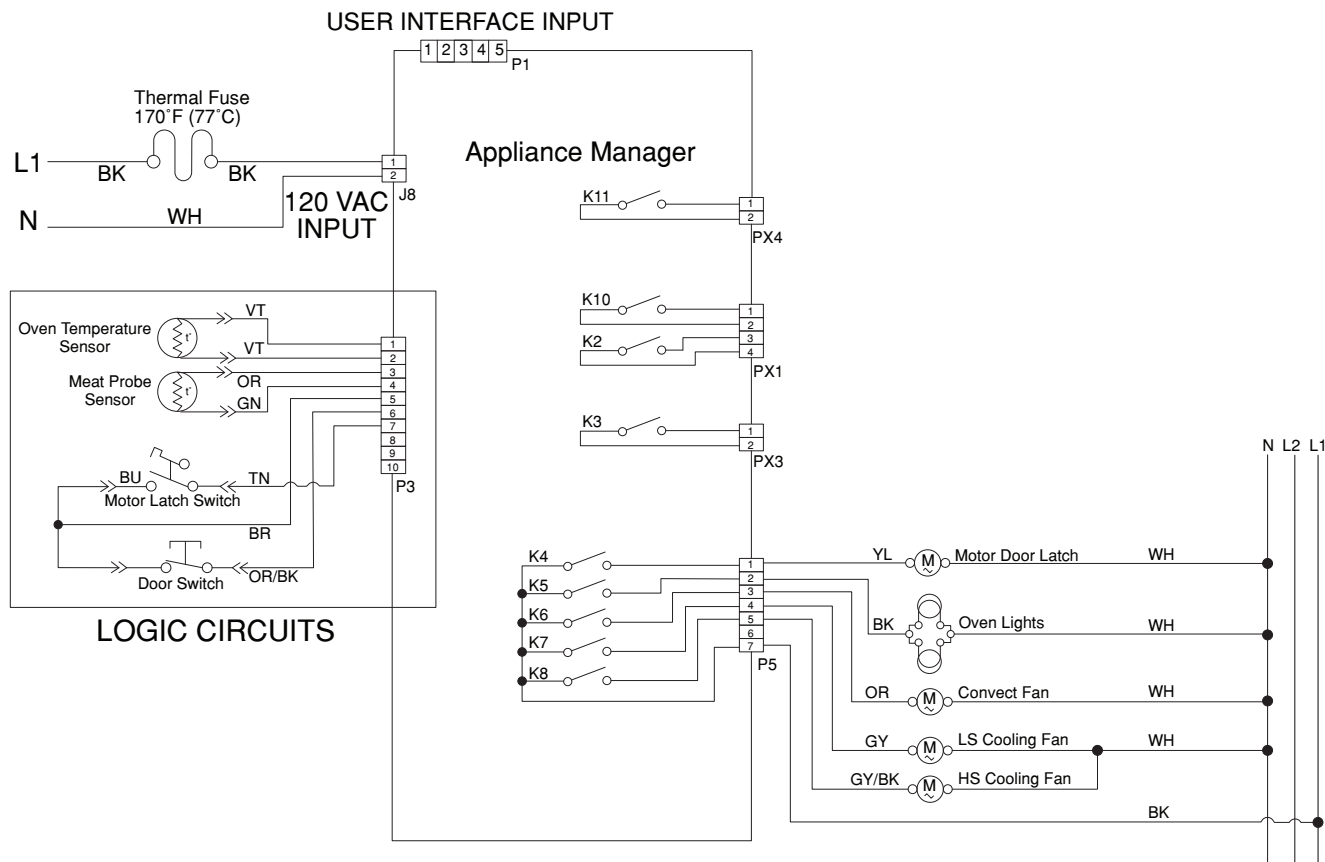 USER INTERFACE INPUT
1 2 3 4 5
P1
Thermal Fuse
170˚F (77˚C)
L1
BK
BK
1
2
J8
N
WH
120 VAC
INPUT
Appliance Manager
K11
1
2
PX4
K10
K2
1
2
3
4
PX1
K3
1
2
PX3
Oven Temperature
Sensor
t˚
VT
VT
Meat Probe
Sensor
t˚
OR
GN
1
2
3
4
5
6
7
8
9
10
P3
BU
TN
Motor Latch Switch
BR
Door Switch
OR/BK
LOGIC CIRCUITS
K4
K5
K6
K7
K8
1
2
3
4
5
6
7
P5
N L2 L1
YL
M
Motor Door Latch
WH
BK
Oven Lights
WH
OR
M
Convect Fan
WH
GY
M
LS Cooling Fan
WH
GY/BK
M
HS Cooling Fan
BK